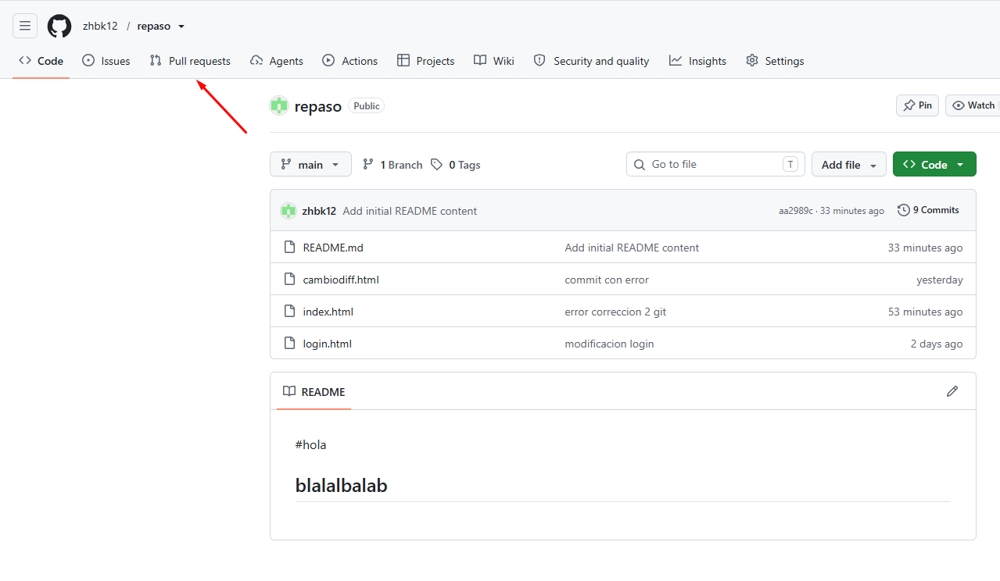 zhbk12 / repaso
Code Issues Pull requests Agents Actions Projects Wiki Security and quality Insights Settings
repaso Public Pin Watch
main 1 Branch 0 Tags Go to file T Add file Code
zhbk12 Add initial README content aa2989c · 33 minutes ago 9 Commits
README.md Add initial README content 33 minutes ago
cambiodiff.html commit con error yesterday
index.html error correccion 2 git 53 minutes ago
login.html modificacion login 2 days ago
README
#hola
blalalbalab